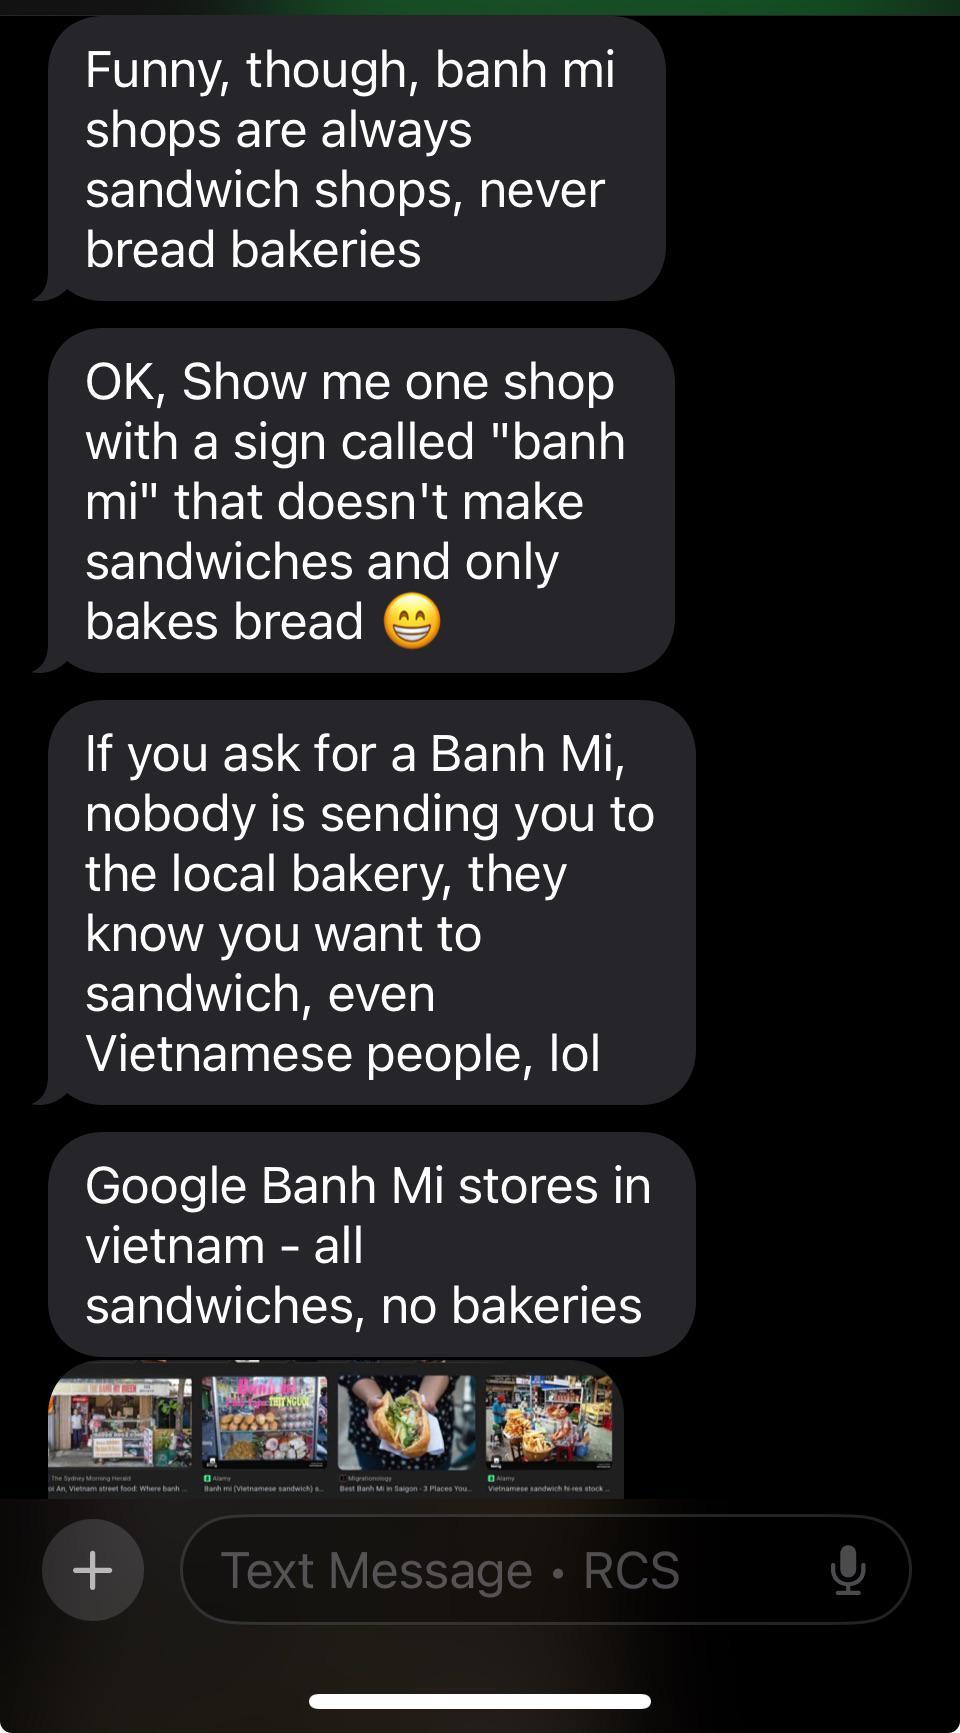 Funny, though, banh mi
shops are always
sandwich shops, never
bread bakeries
OK, Show me one shop
with a sign called "banh
mi" that doesn't make
sandwiches and only
bakes bread 😁
If you ask for a Banh Mi,
nobody is sending you to
the local bakery, they
know you want to
sandwich, even
Vietnamese people, lol
Google Banh Mi stores in
vietnam - all
sandwiches, no bakeries
The Sydney Morning Herald
oi An, Vietnam street food: Where banh ...
Alamy
Banh mi (Vietnamese sandwich) s...
Migrationology
Best Banh Mi in Saigon - 3 Places You...
Alamy
Vietnamese sandwich hi-res stock ...
Text Message • RCS